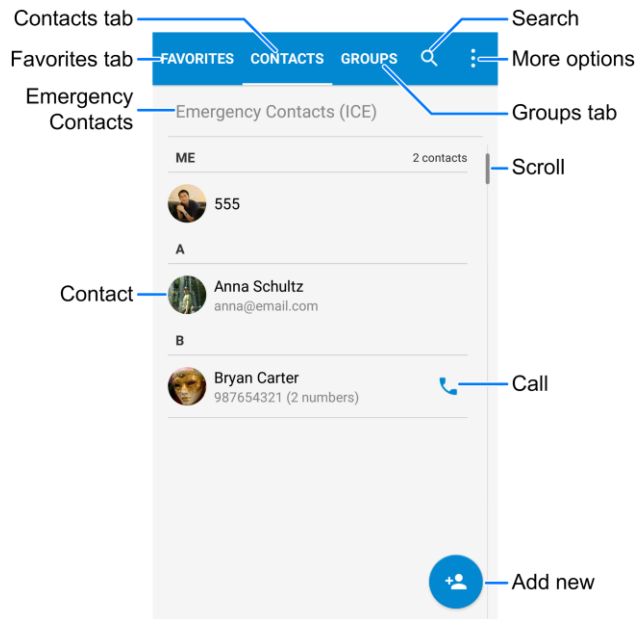 Contacts tab
Search
Favorites tab
FAVORITES CONTACTS GROUPS
More options
Emergency
Contacts
Emergency Contacts (ICE)
Groups tab
ME 2 contacts
Scroll
555
A
Contact
Anna Schultz
anna@email.com
B
Bryan Carter
987654321 (2 numbers)
Call
Add new